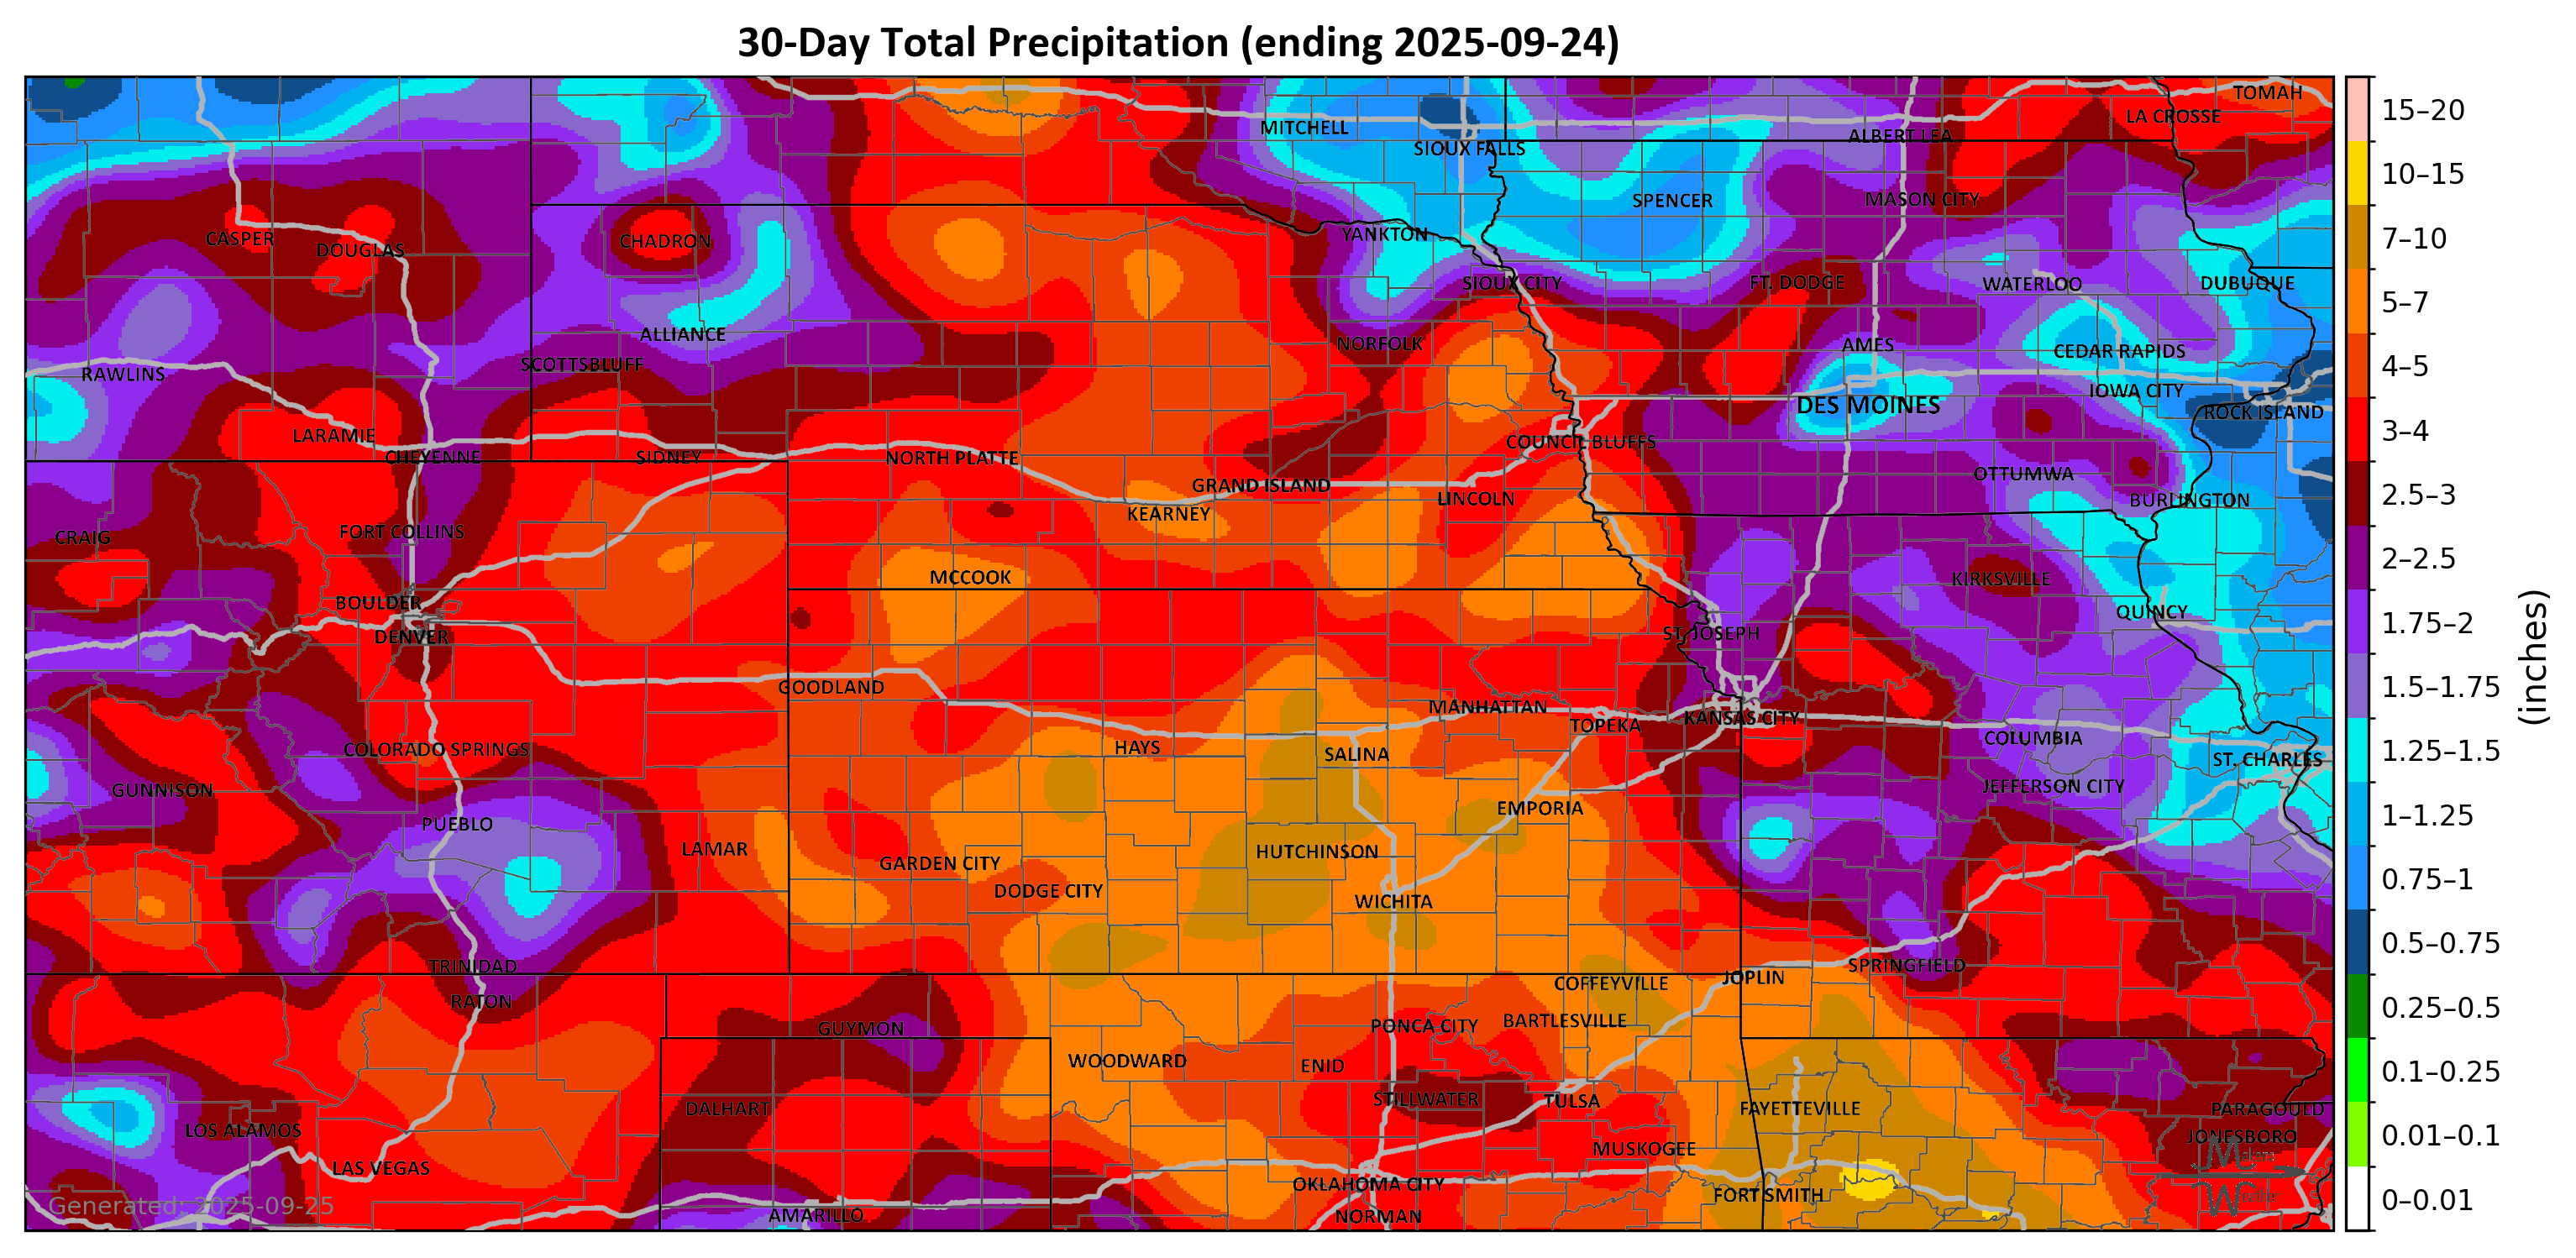 30-Day Total Precipitation (ending 2025-09-24)
TOMAH
LA CROSSE
MITCHELL
ALBERT LEA
SIOUX FALLS
SPENCER
MASON CITY
YANKTON
CASPER
CHADRON
DOUGLAS
SIOUX CITY
FT. DODGE
WATERLOO
DUBUQUE
ALLIANCE
NORFOLK
AMES
CEDAR RAPIDS
SCOTTSBLUFF
RAWLINS
IOWA CITY
DES MOINES
ROCK ISLAND
LARAMIE
COUNCIL BLUFFS
CHEYENNE
SIDNEY
NORTH PLATTE
OTTUMWA
GRAND ISLAND
LINCOLN
BURLINGTON
KEARNEY
FORT COLLINS
CRAIG
MCCOOK
KIRKSVILLE
BOULDER
QUINCY
DENVER
ST. JOSEPH
GOODLAND
MANHATTAN
KANSAS CITY
TOPEKA
COLUMBIA
COLORADO SPRINGS
HAYS
SALINA
ST. CHARLES
GUNNISON
JEFFERSON CITY
EMPORIA
PUEBLO
LAMAR
HUTCHINSON
GARDEN CITY
DODGE CITY
WICHITA
TRINIDAD
SPRINGFIELD
JOPLIN
COFFEYVILLE
RATON
GUYMON
PONCA CITY
BARTLESVILLE
WOODWARD
ENID
STILLWATER
TULSA
DALHART
FAYETTEVILLE
PARAGOULD
LOS ALAMOS
JONESBORO
MUSKOGEE
LAS VEGAS
OKLAHOMA CITY
FORT SMITH
AMARILLO
NORMAN
Generated: 2025-09-25
15–20
10–15
7–10
5–7
4–5
3–4
2.5–3
2–2.5
1.75–2
1.5–1.75
1.25–1.5
1–1.25
0.75–1
0.5–0.75
0.25–0.5
0.1–0.25
0.01–0.1
0–0.01
(inches)